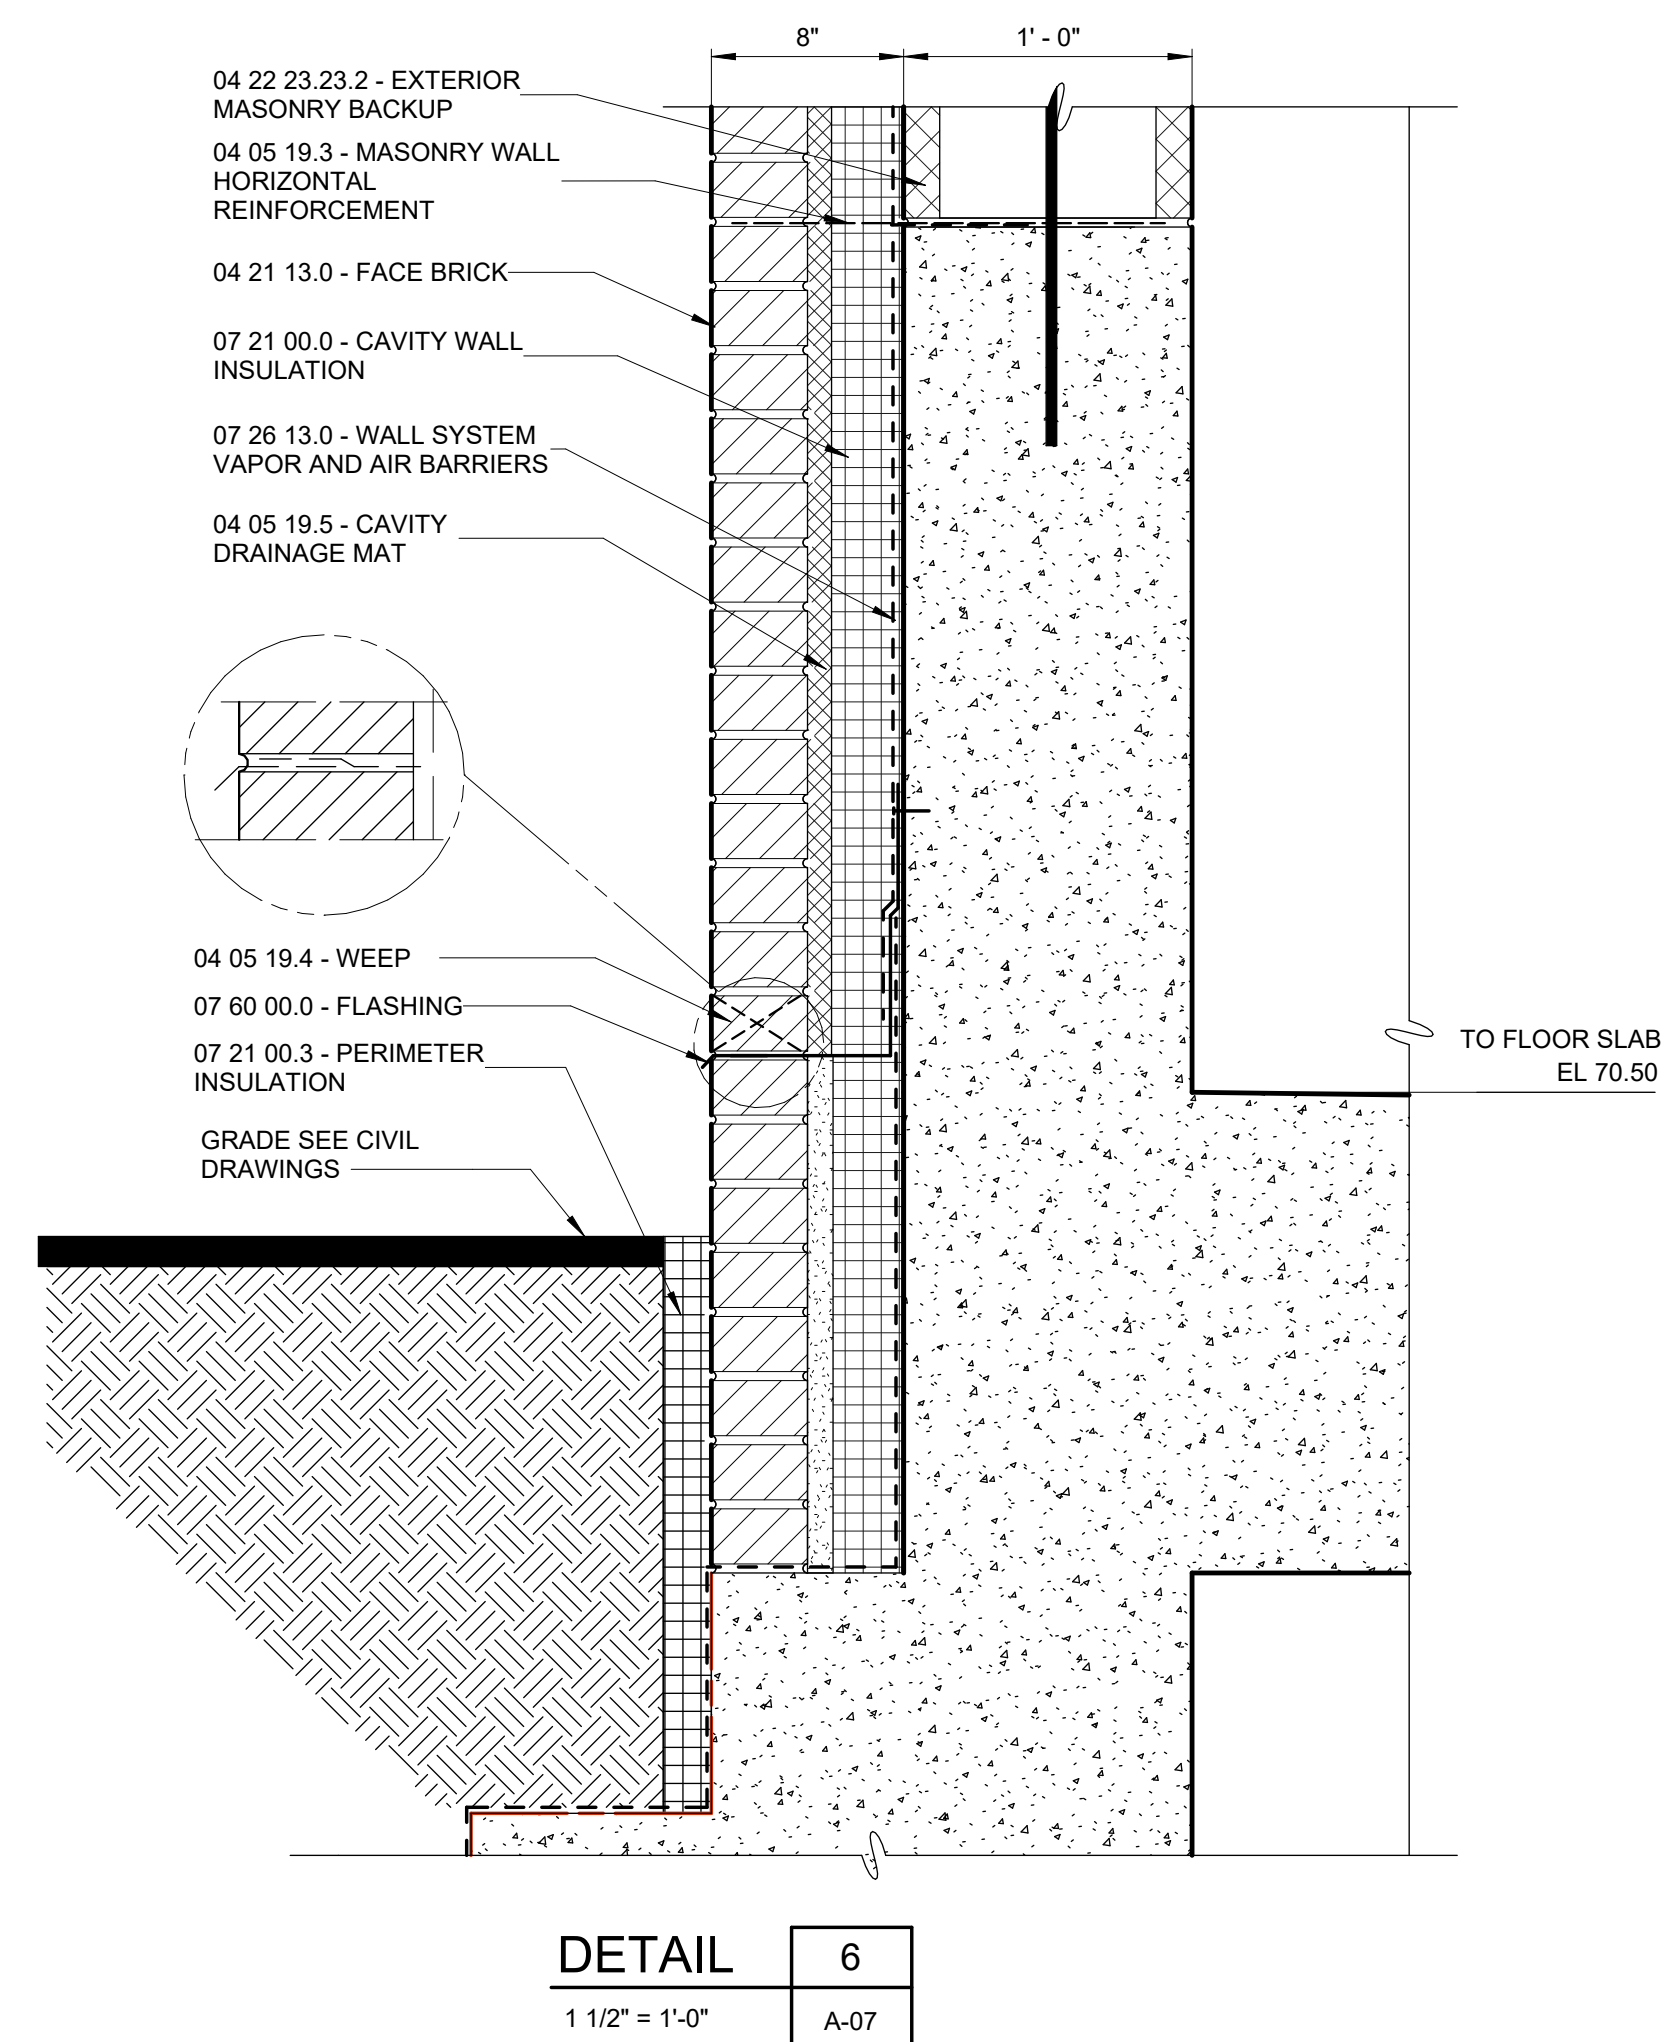 8"
1' - 0"
04 22 23.23.2 - EXTERIOR
MASONRY BACKUP
04 05 19.3 - MASONRY WALL
HORIZONTAL
REINFORCEMENT
04 21 13.0 - FACE BRICK
07 21 00.0 - CAVITY WALL
INSULATION
07 26 13.0 - WALL SYSTEM
VAPOR AND AIR BARRIERS
04 05 19.5 - CAVITY
DRAINAGE MAT
04 05 19.4 - WEEP
07 60 00.0 - FLASHING
07 21 00.3 - PERIMETER
INSULATION
GRADE SEE CIVIL
DRAWINGS
TO FLOOR SLAB
EL 70.50
DETAIL
6
1 1/2" = 1'-0"
A-07